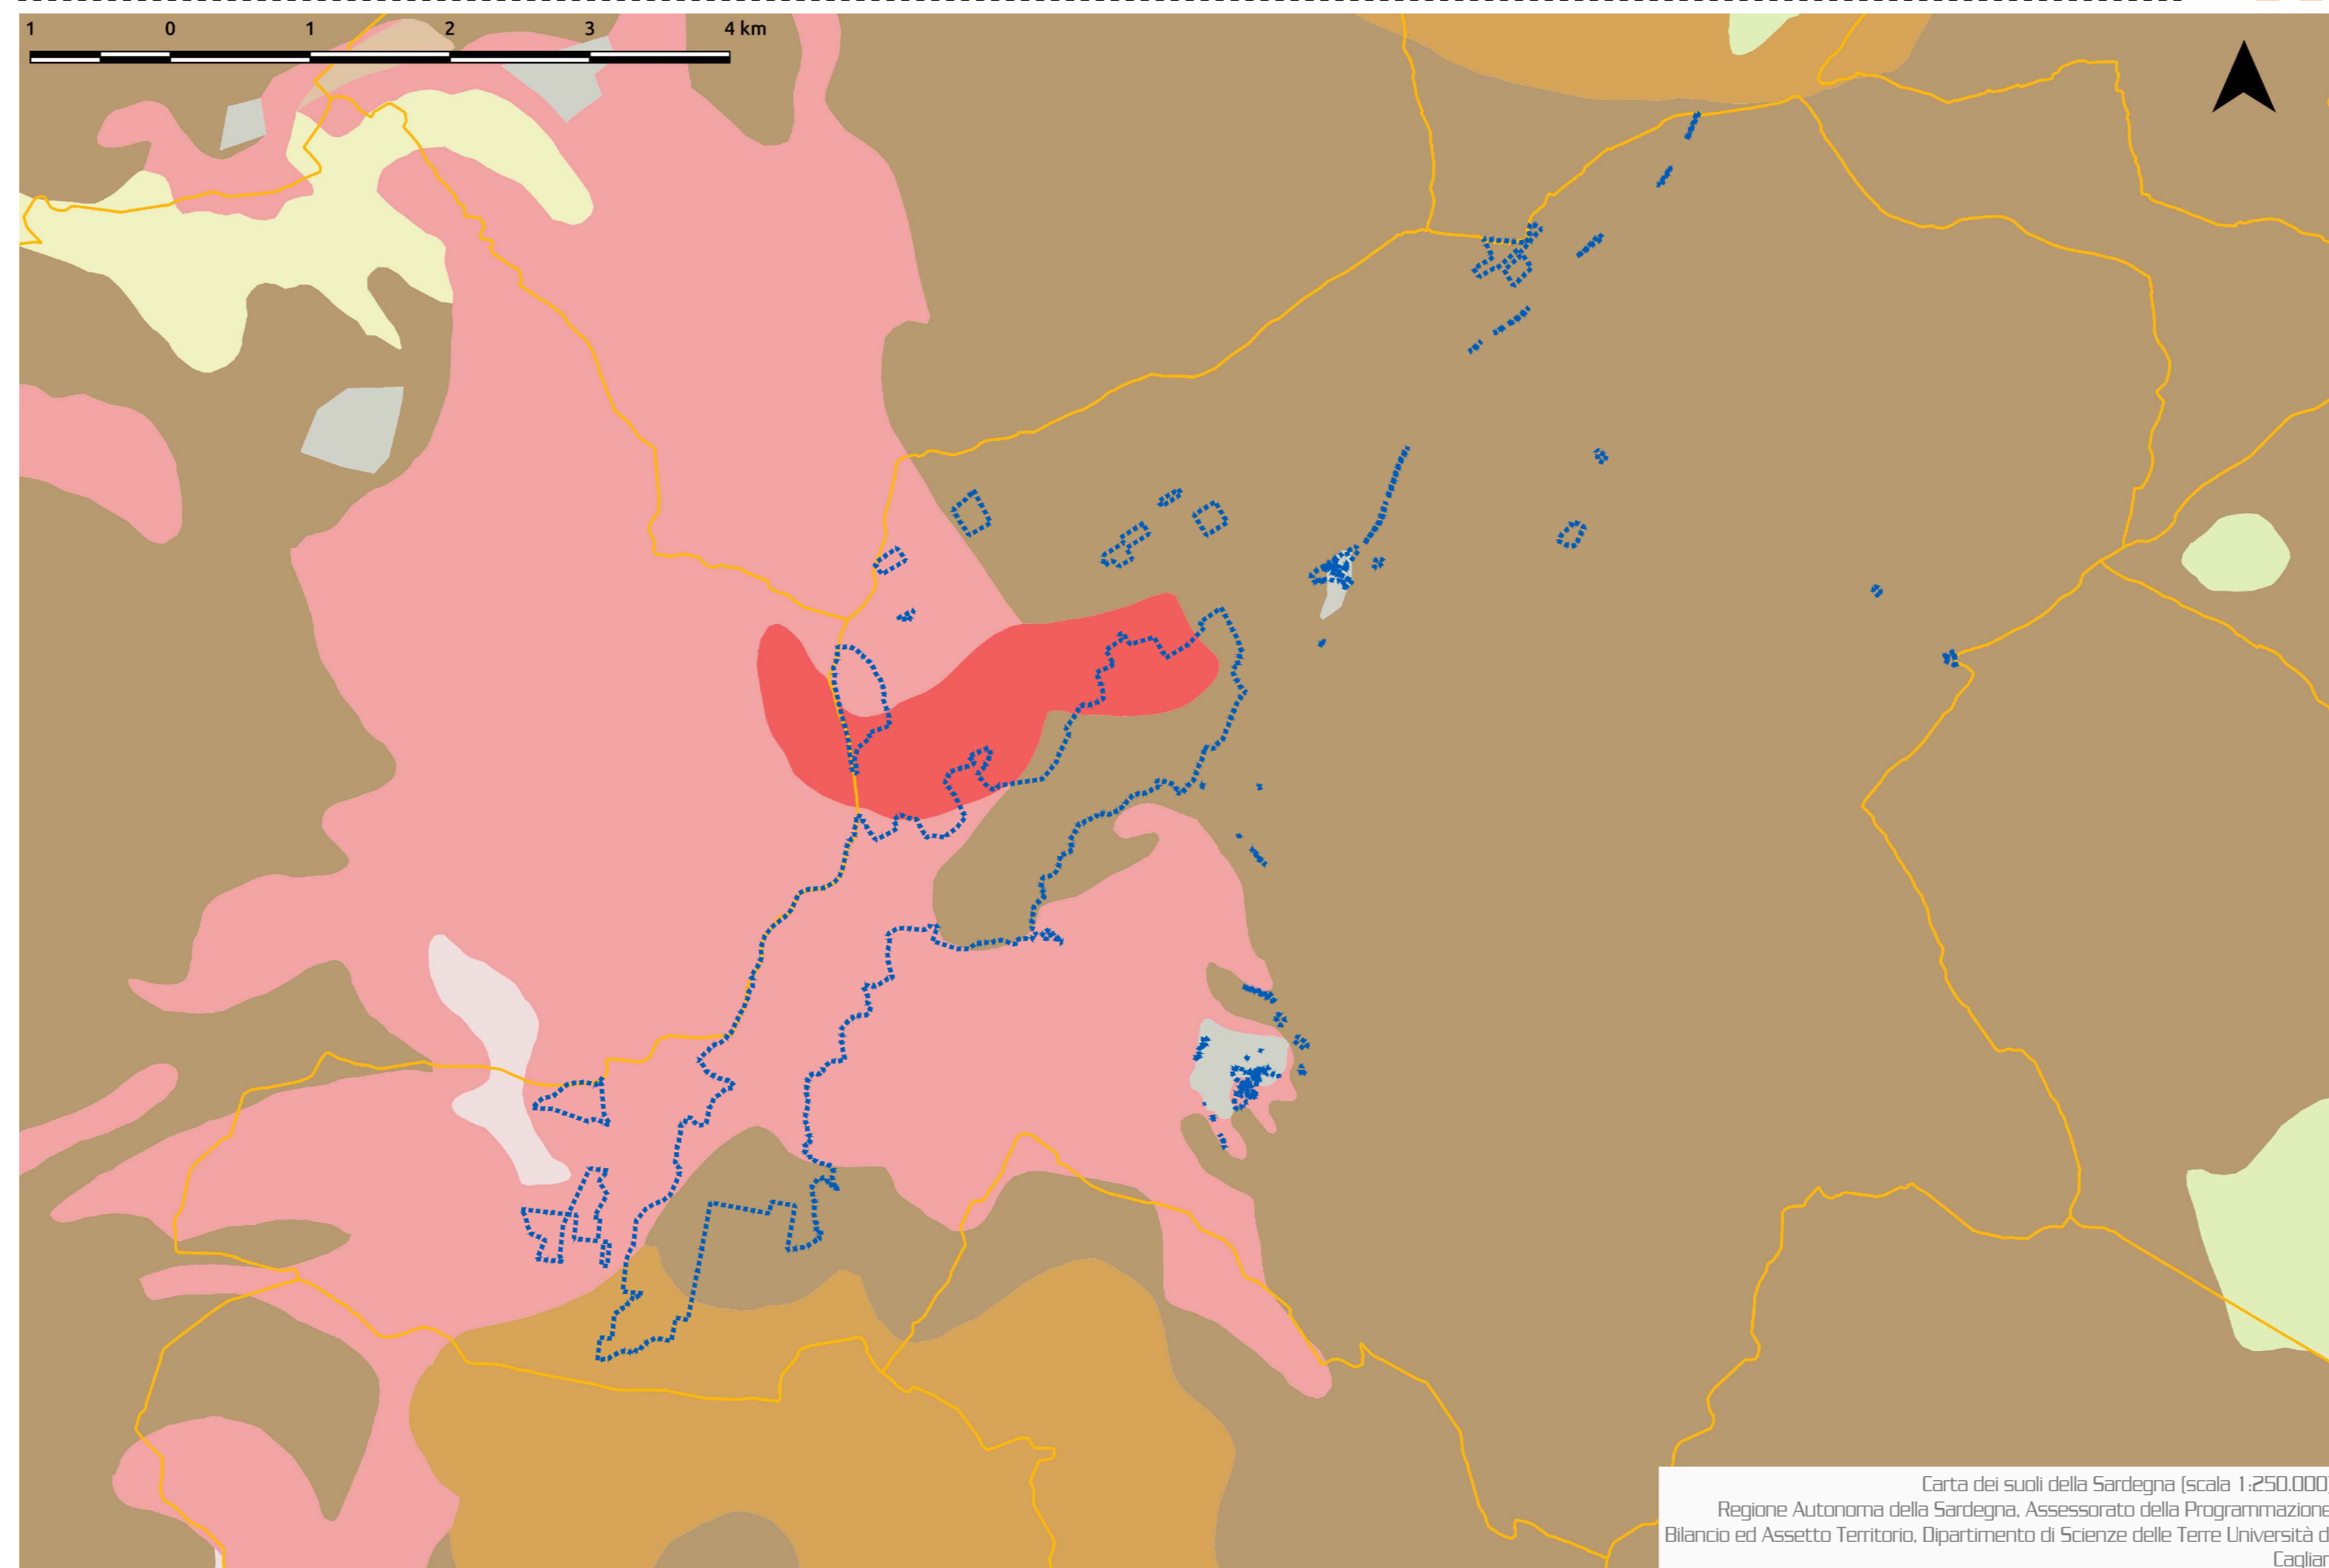 1 0 1 2 3 4 km
Carta dei suoli della Sardegna (scala 1:250.000)
Regione Autonoma della Sardegna, Assessorato della Programmazione
Bilancio ed Assetto Territorio, Dipartimento di Scienze delle Terre Università d
Cagliar